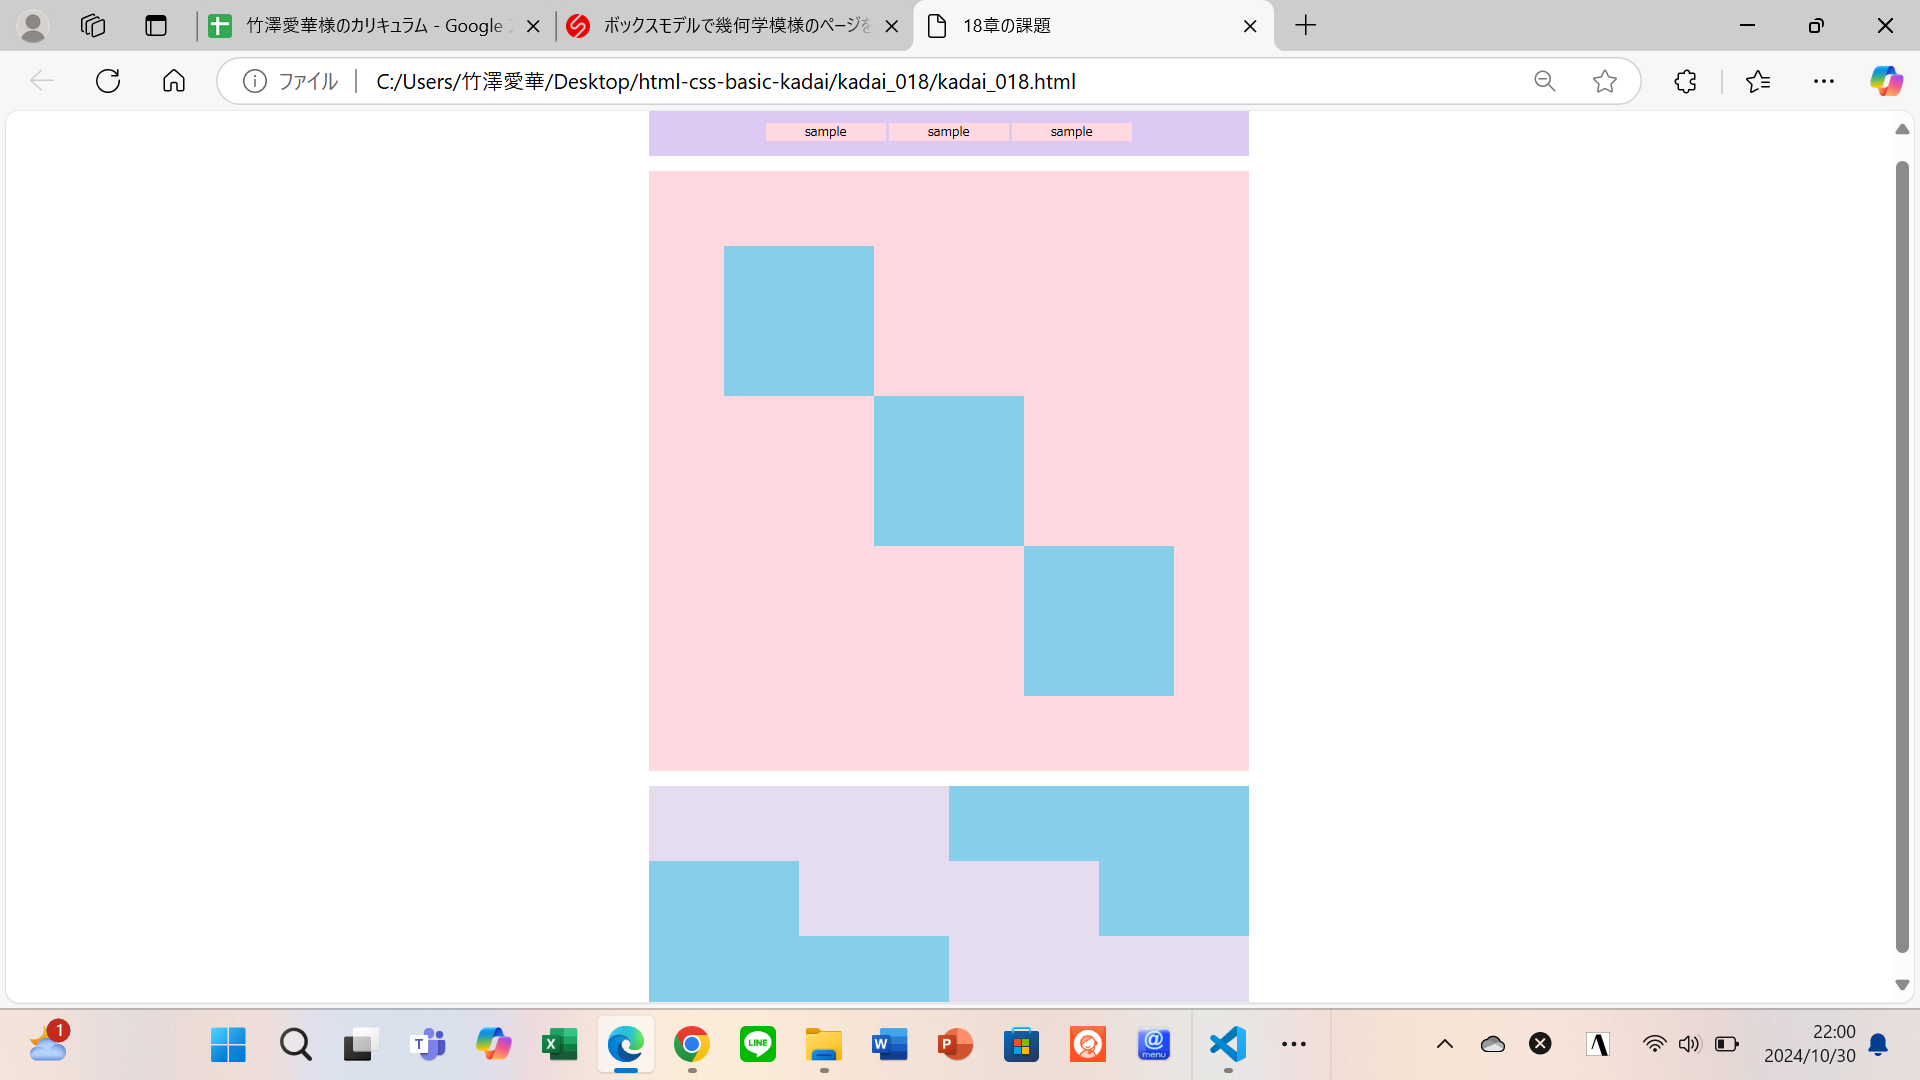 竹澤愛華様のカリキュラム - Google
ボックスモデルで幾何学模様のページを
18章の課題
ファイル
C:/Users/竹澤愛華/Desktop/html-css-basic-kadai/kadai_018/kadai_018.html
sample sample sample
1
LINE
@
menu
22:00
2024/10/30